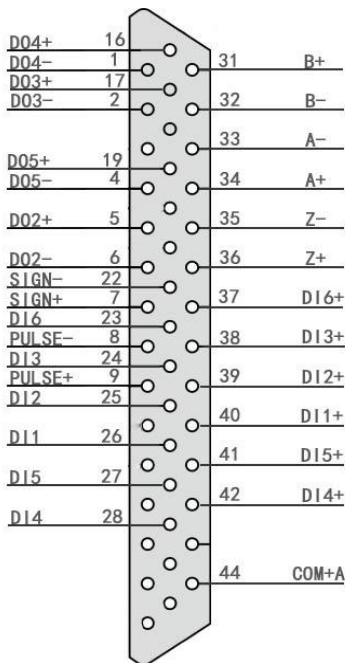 DO4+ 16
DO4- 1
DO3+ 17
DO3- 2
DO5+ 19
DO5- 4
DO2+ 5
DO2- 6
SIGN- 22
SIGN+ 7
DI6 23
PULSE- 8
DI3 24
PULSE+ 9
DI2 25
DI1 26
DI5 27
DI4 28
31 B+
32 B-
33 A-
34 A+
35 Z-
36 Z+
37 DI6+
38 DI3+
39 DI2+
40 DI1+
41 DI5+
42 DI4+
44 COM+A